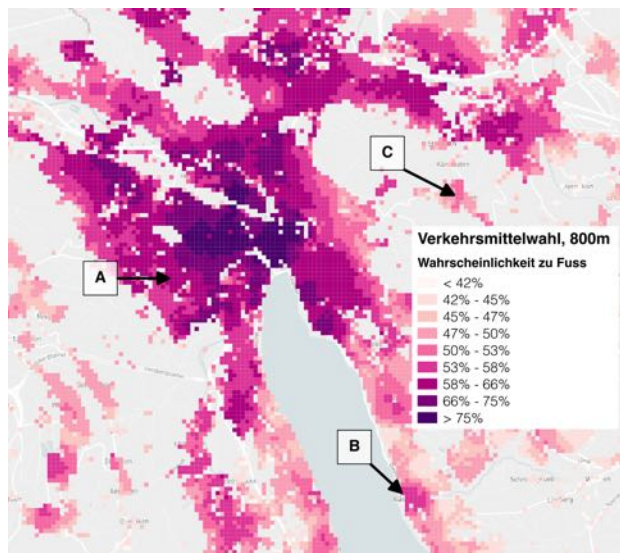 C
Verkehrsmittelwahl, 800m
Wahrscheinlichkeit zu Fuss
< 42%
42% - 45%
45% - 47%
47% - 50%
50% - 53%
53% - 58%
58% - 66%
66% - 75%
> 75%
A
B